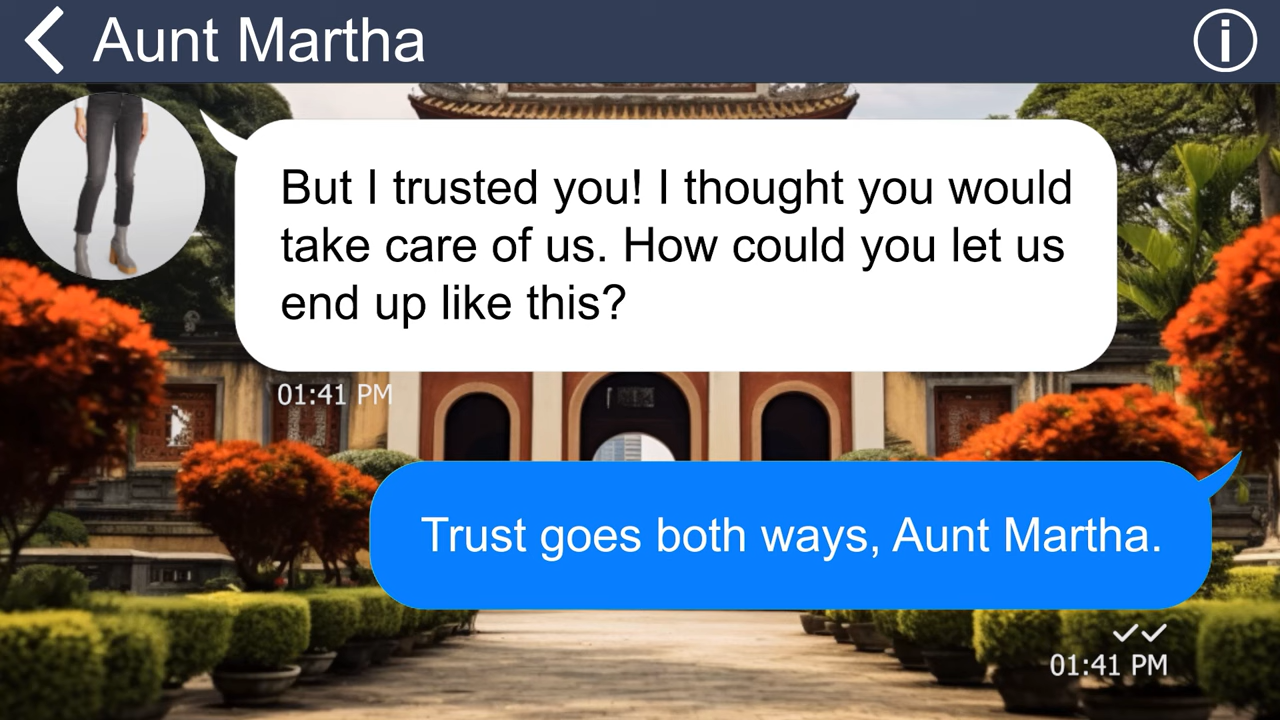 Aunt Martha
But I trusted you! I thought you would
take care of us. How could you let us
end up like this?
01:41 PM
Trust goes both ways, Aunt Martha.
01:41 PM